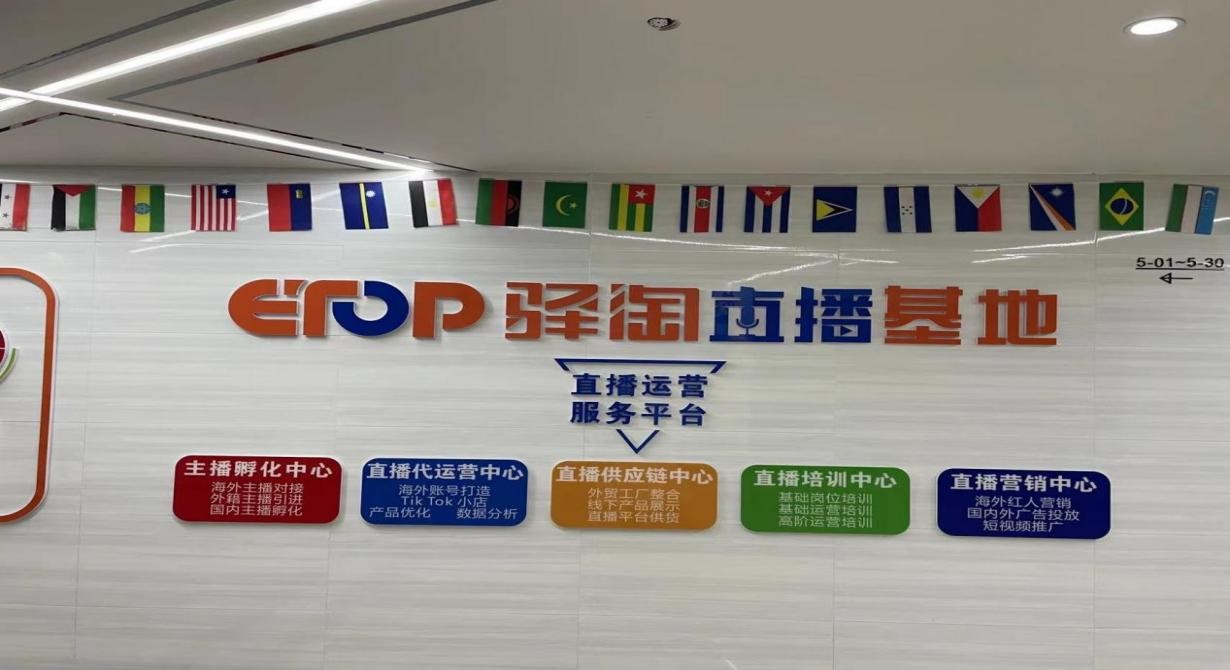 5-01~5-30
ETOP 驿淘直播基地
直播运营
服务平台
主播孵化中心
海外主播对接
外籍主播引进
国内主播孵化
直播代运营中心
海外账号打造
Tik Tok 小店
产品优化 数据分析
直播供应链中心
外贸工厂整合
线下产品展示
直播平台供货
直播培训中心
基础岗位培训
基础运营培训
高阶运营培训
直播营销中心
海外红人营销
国内外广告投放
短视频推广